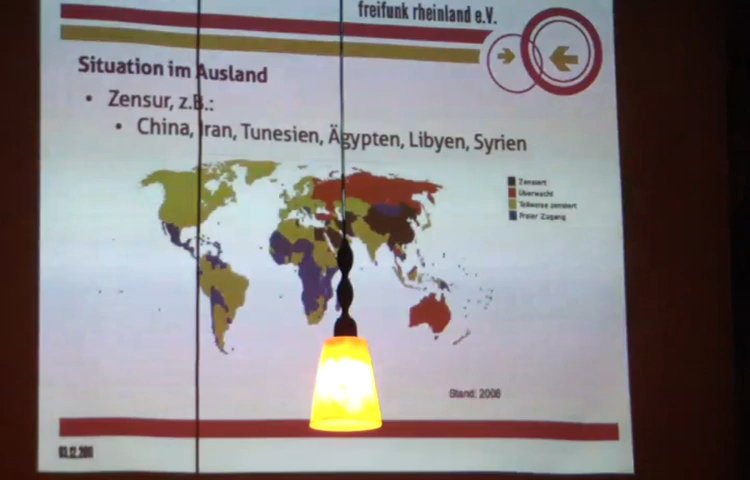 freifunk rheinland e.V.
Situation im Ausland
• Zensur, z.B.:
• China, Iran, Tunesien, Ägypten, Libyen, Syrien
Zensiert
Überwacht
Teilweise zensiert
Freier Zugang
Stand: 2008